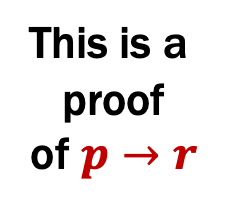 This is a
proof
of p → r